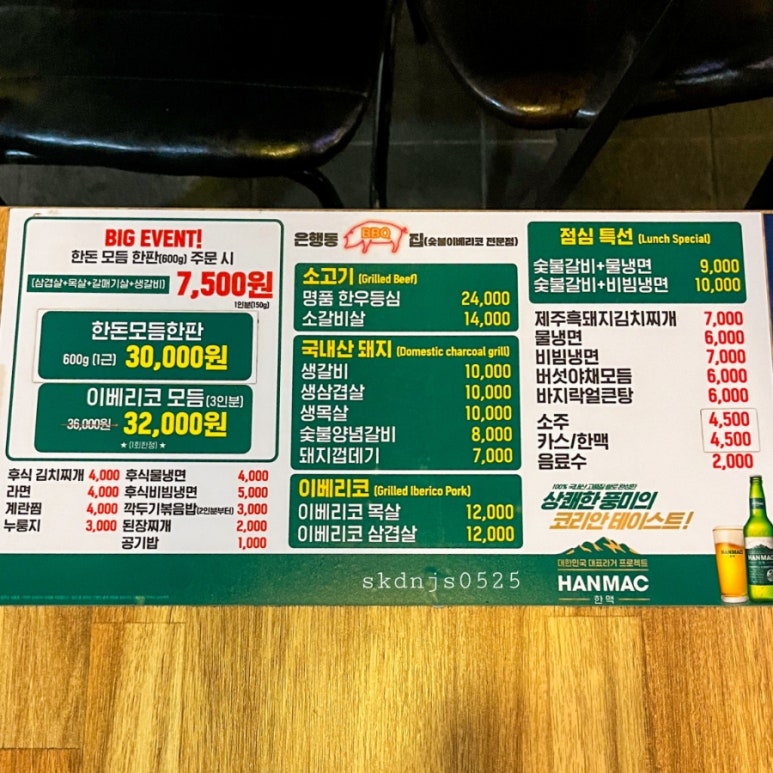 BIG EVENT!
한돈 모듬 한판(600g) 주문 시
(삼겹살+목살+갈매기살+생갈비) 7,500원
1인분(150g)
한돈모듬한판
600g (1근) 30,000원
이베리코 모듬(3인분)
36,000원 32,000원
★(1회한정)★
후식 김치찌개 4,000
라면 4,000
계란찜 4,000
누룽지 3,000
후식물냉면 4,000
후식비빔냉면 5,000
깍두기볶음밥(2인분부터) 3,000
된장찌개 2,000
공기밥 1,000
은행동 BBQ 집(숯불이베리코 전문점)
소고기 (Grilled Beef)
명품 한우등심 24,000
소갈비살 14,000
국내산 돼지 (Domestic charcoal grill)
생갈비 10,000
생삼겹살 10,000
생목살 10,000
숯불양념갈비 8,000
돼지껍데기 7,000
이베리코 (Grilled Iberico Pork)
이베리코 목살 12,000
이베리코 삼겹살 12,000
점심 특선 (Lunch Special)
숯불갈비+물냉면 9,000
숯불갈비+비빔냉면 10,000
제주흑돼지김치찌개 7,000
물냉면 6,000
비빔냉면 7,000
버섯야채모듬 6,000
바지락얼큰탕 6,000
소주 4,500
카스/한맥 4,500
음료수 2,000
상쾌한 풍미의
코리안 테이스트!
대한민국 대표라거 프로젝트
HANMAC
한맥
HANMAC
HANMAC
skdnjs0525